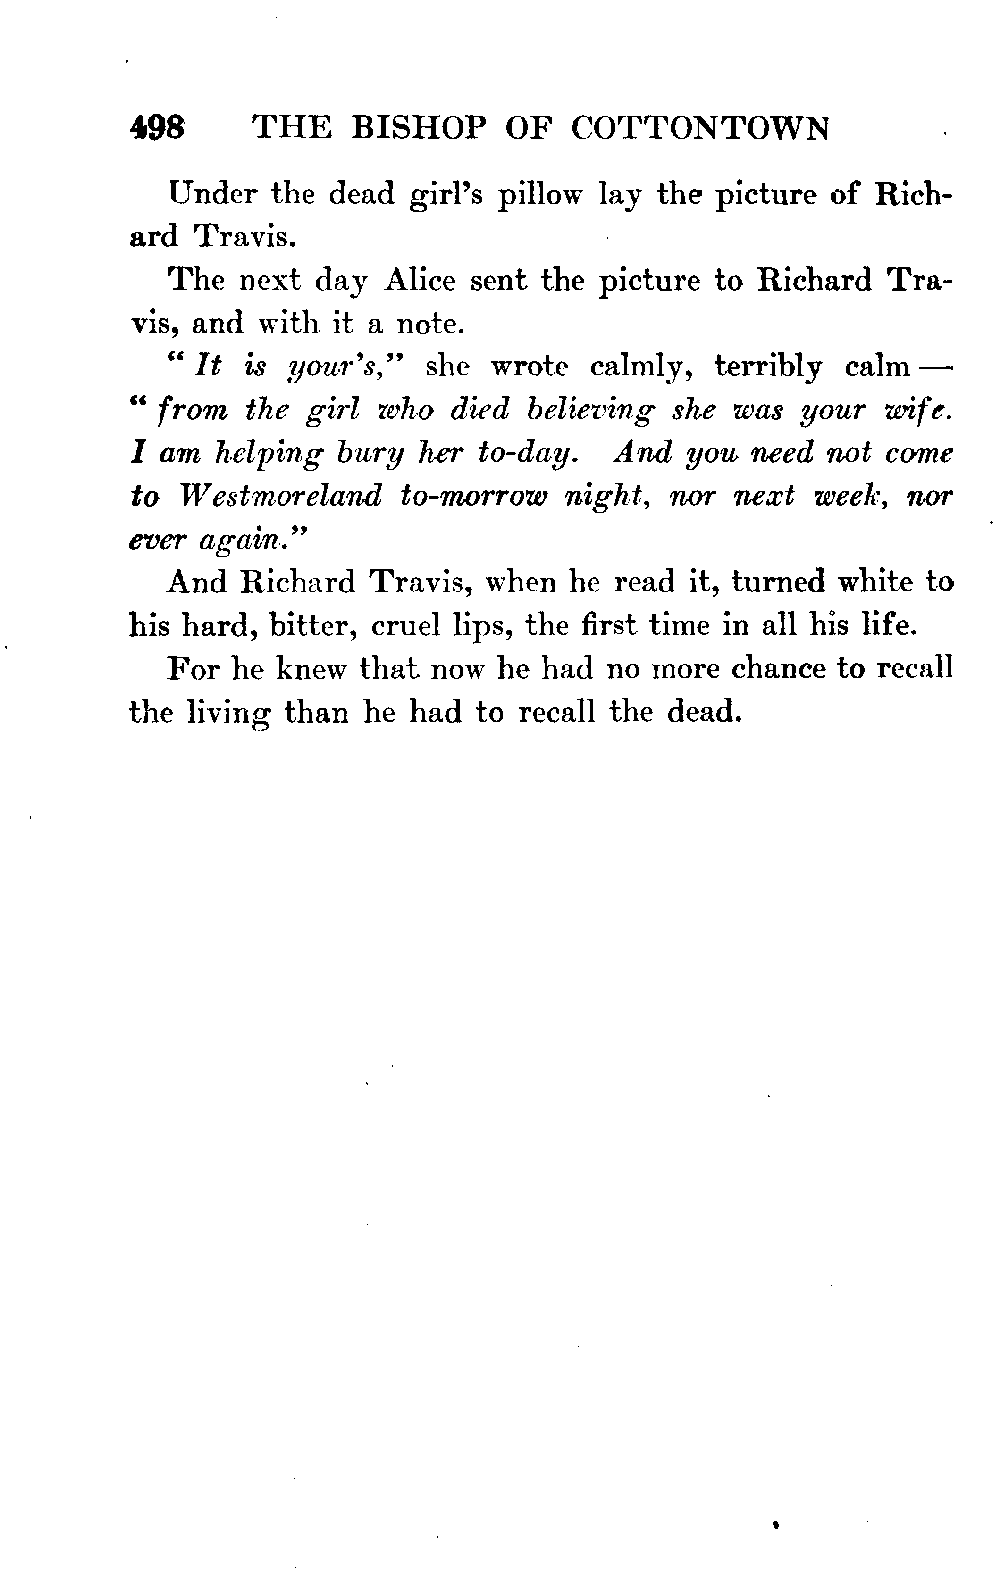 498 THE BISHOP OF COTTONTOWN
Under the dead girl's pillow lay the picture of Rich-
ard Travis.
The next day Alice sent the picture to Richard Tra-
vis, and with it a note.
"It is your's," she wrote calmly, terribly calm—
"from the girl who died believing she was your wife.
I am helping bury her to-day. And you need not come
to Westmoreland to-morrow night, nor next week, nor
ever again."
And Richard Travis, when he read it, turned white to
his hard, bitter, cruel lips, the first time in all his life.
For he knew that now he had no more chance to recall
the living than he had to recall the dead.